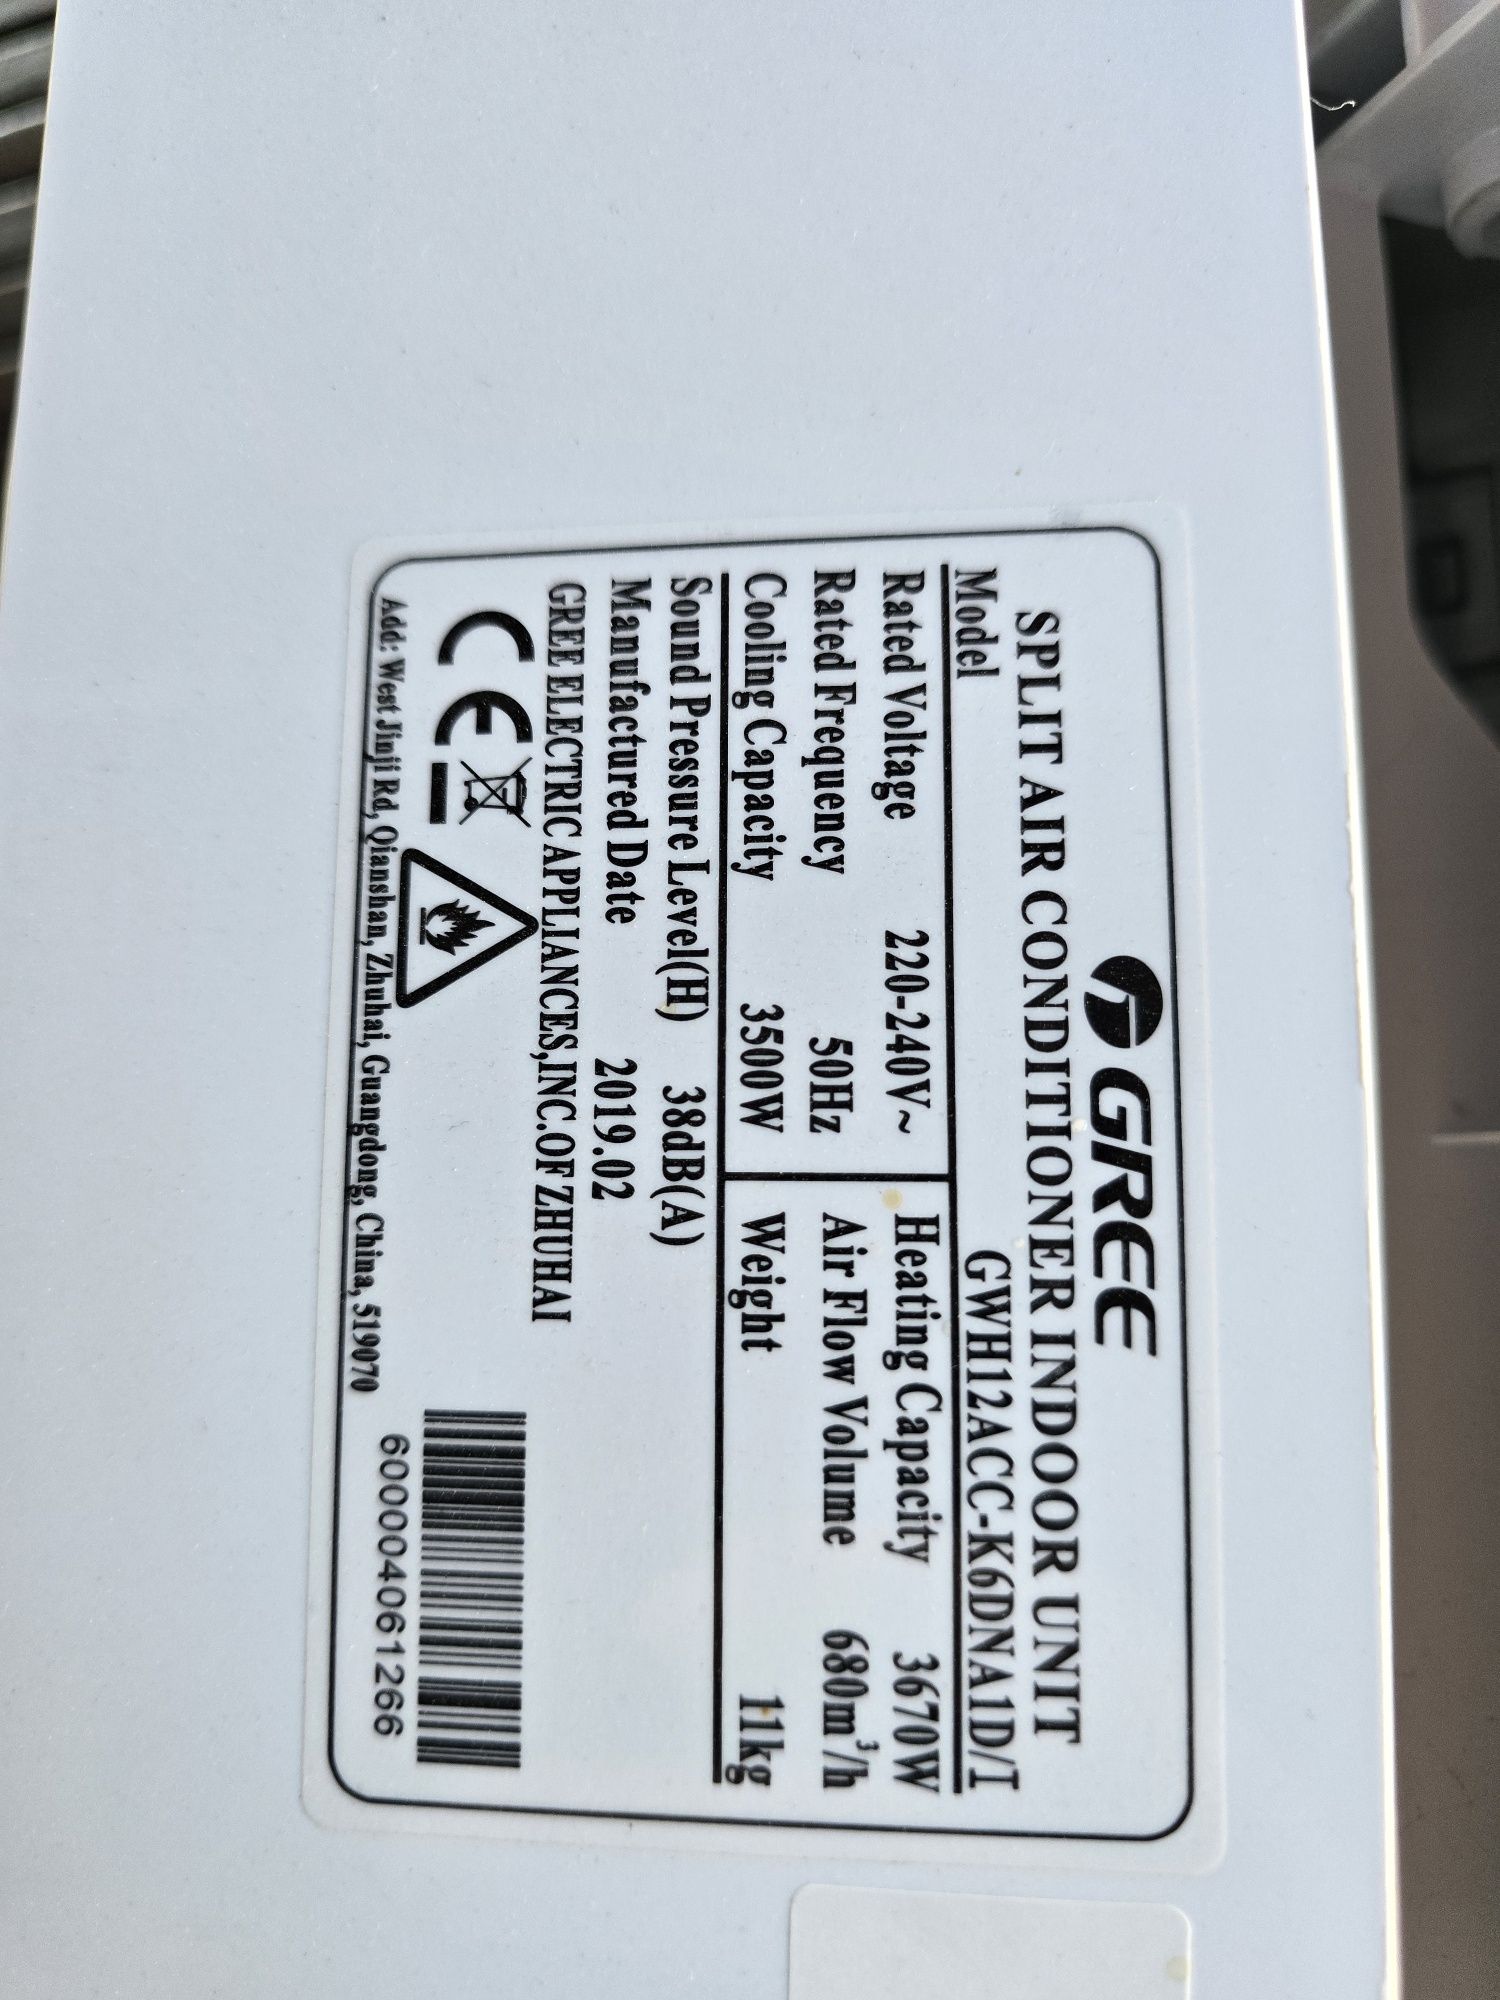 GREE
SPLIT AIR CONDITIONER INDOOR UNIT
Model GWH12ACC-K6DNA1D/I
Rated Voltage 220-240V~ Heating Capacity 3670W
Rated Frequency 50Hz Air Flow Volume 680m³/h
Cooling Capacity 3500W Weight 11kg
Sound Pressure Level(H) 38dB(A)
Manufactured Date 2019.02
GREE ELECTRIC APPLIANCES,INC.OF ZHUHAI
CE
Add: West Jinji Rd, Qianshan, Zhuhai, Guangdong, China, 519070
600004061266